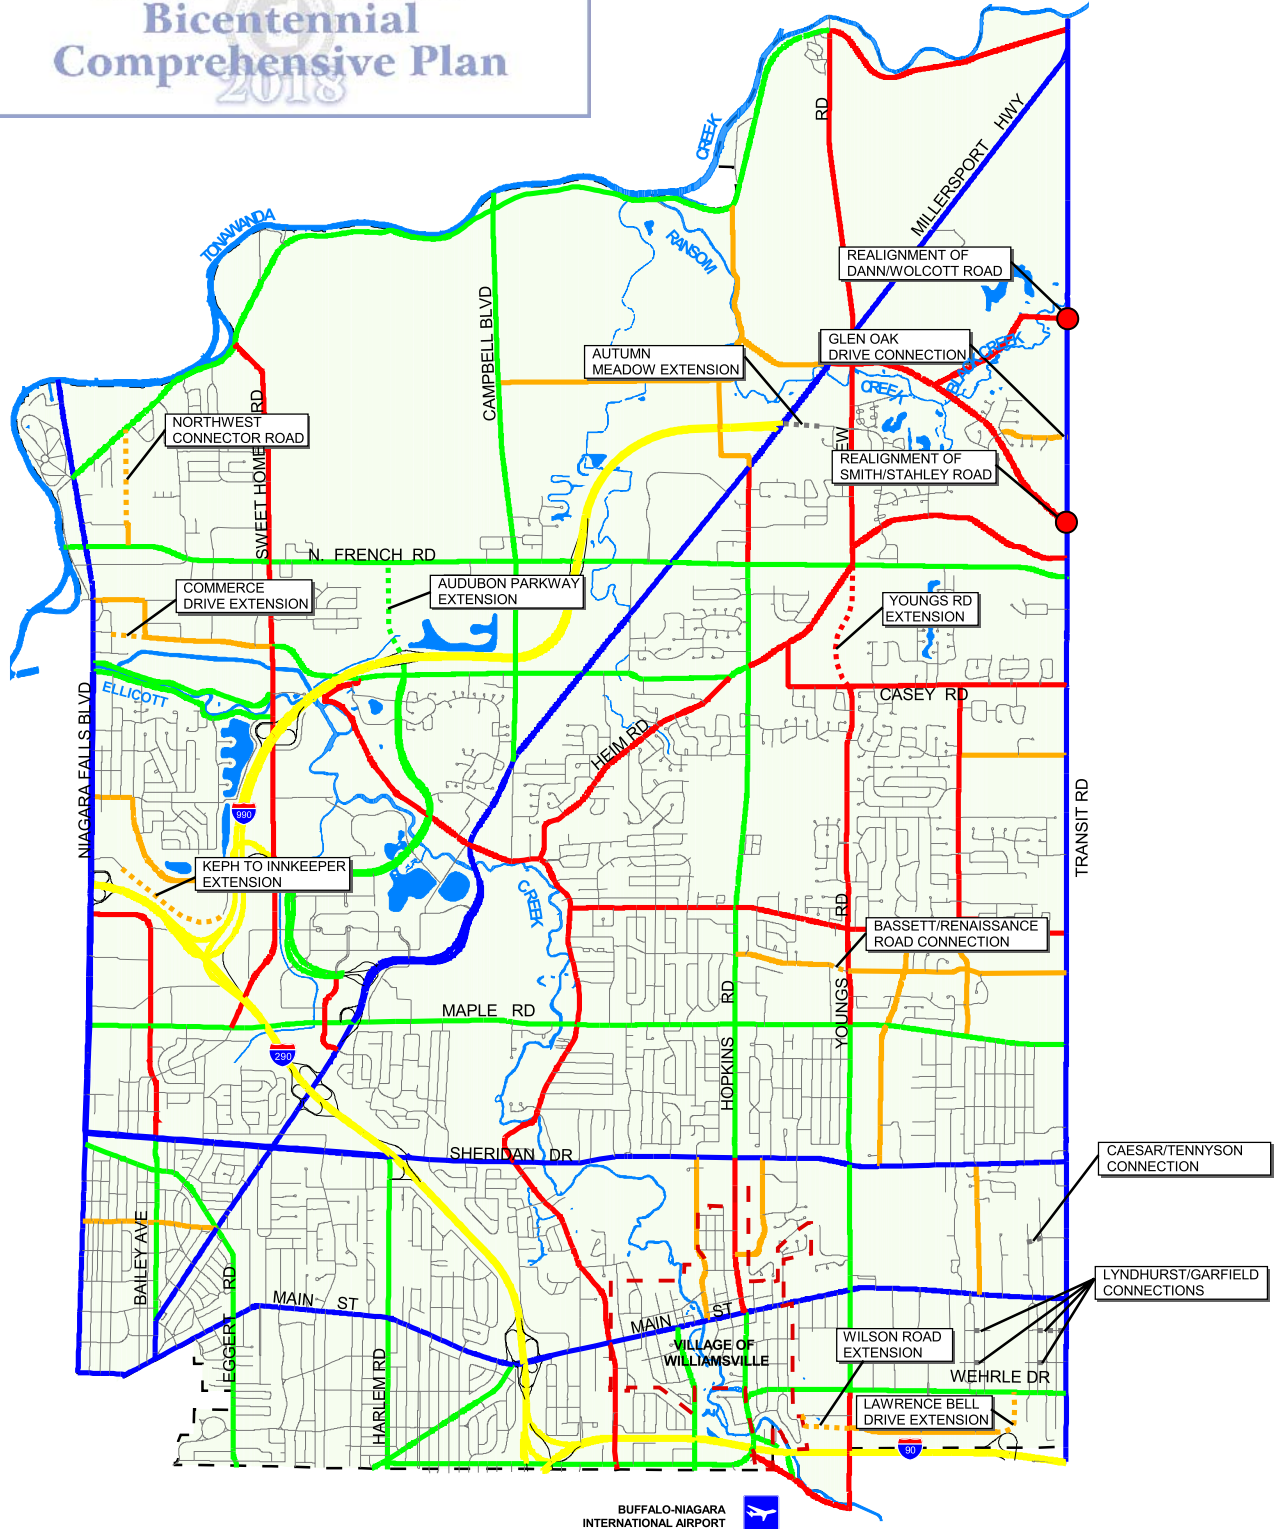 Bicentennial
Comprehensive Plan
2018
CREEK
RD
MILLERSPORT HWY
TONAWANDA
RANSOM
REALIGNMENT OF
DANN/WOLCOTT ROAD
CAMPBELL BLVD
GLEN OAK
DRIVE CONNECTION
BLACK CREEK
AUTUMN
MEADOW EXTENSION
CREEK
NORTHWEST
CONNECTOR ROAD
SWEET HOME RD
EW
REALIGNMENT OF
SMITH/STAHLEY ROAD
N. FRENCH RD
COMMERCE
DRIVE EXTENSION
AUDUBON PARKWAY
EXTENSION
YOUNGS RD
EXTENSION
ELLICOTT
CASEY RD
NIAGARA FALLS BLVD
HEIM RD
TRANSIT RD
990
KEPH TO INNKEEPER
EXTENSION
CREEK
BASSETT/RENAISSANCE
ROAD CONNECTION
YOUNGS RD
MAPLE RD
HOPKINS RD
290
SHERIDAN DR
CAESAR/TENNYSON
CONNECTION
BAILEY AVE
EGGERT RD
MAIN ST
HARLEM RD
MAIN ST
LYNDHURST/GARFIELD
CONNECTIONS
VILLAGE OF
WILLIAMSVILLE
WILSON ROAD
EXTENSION
WEHRLE DR
LAWRENCE BELL
DRIVE EXTENSION
90
BUFFALO-NIAGARA
INTERNATIONAL AIRPORT